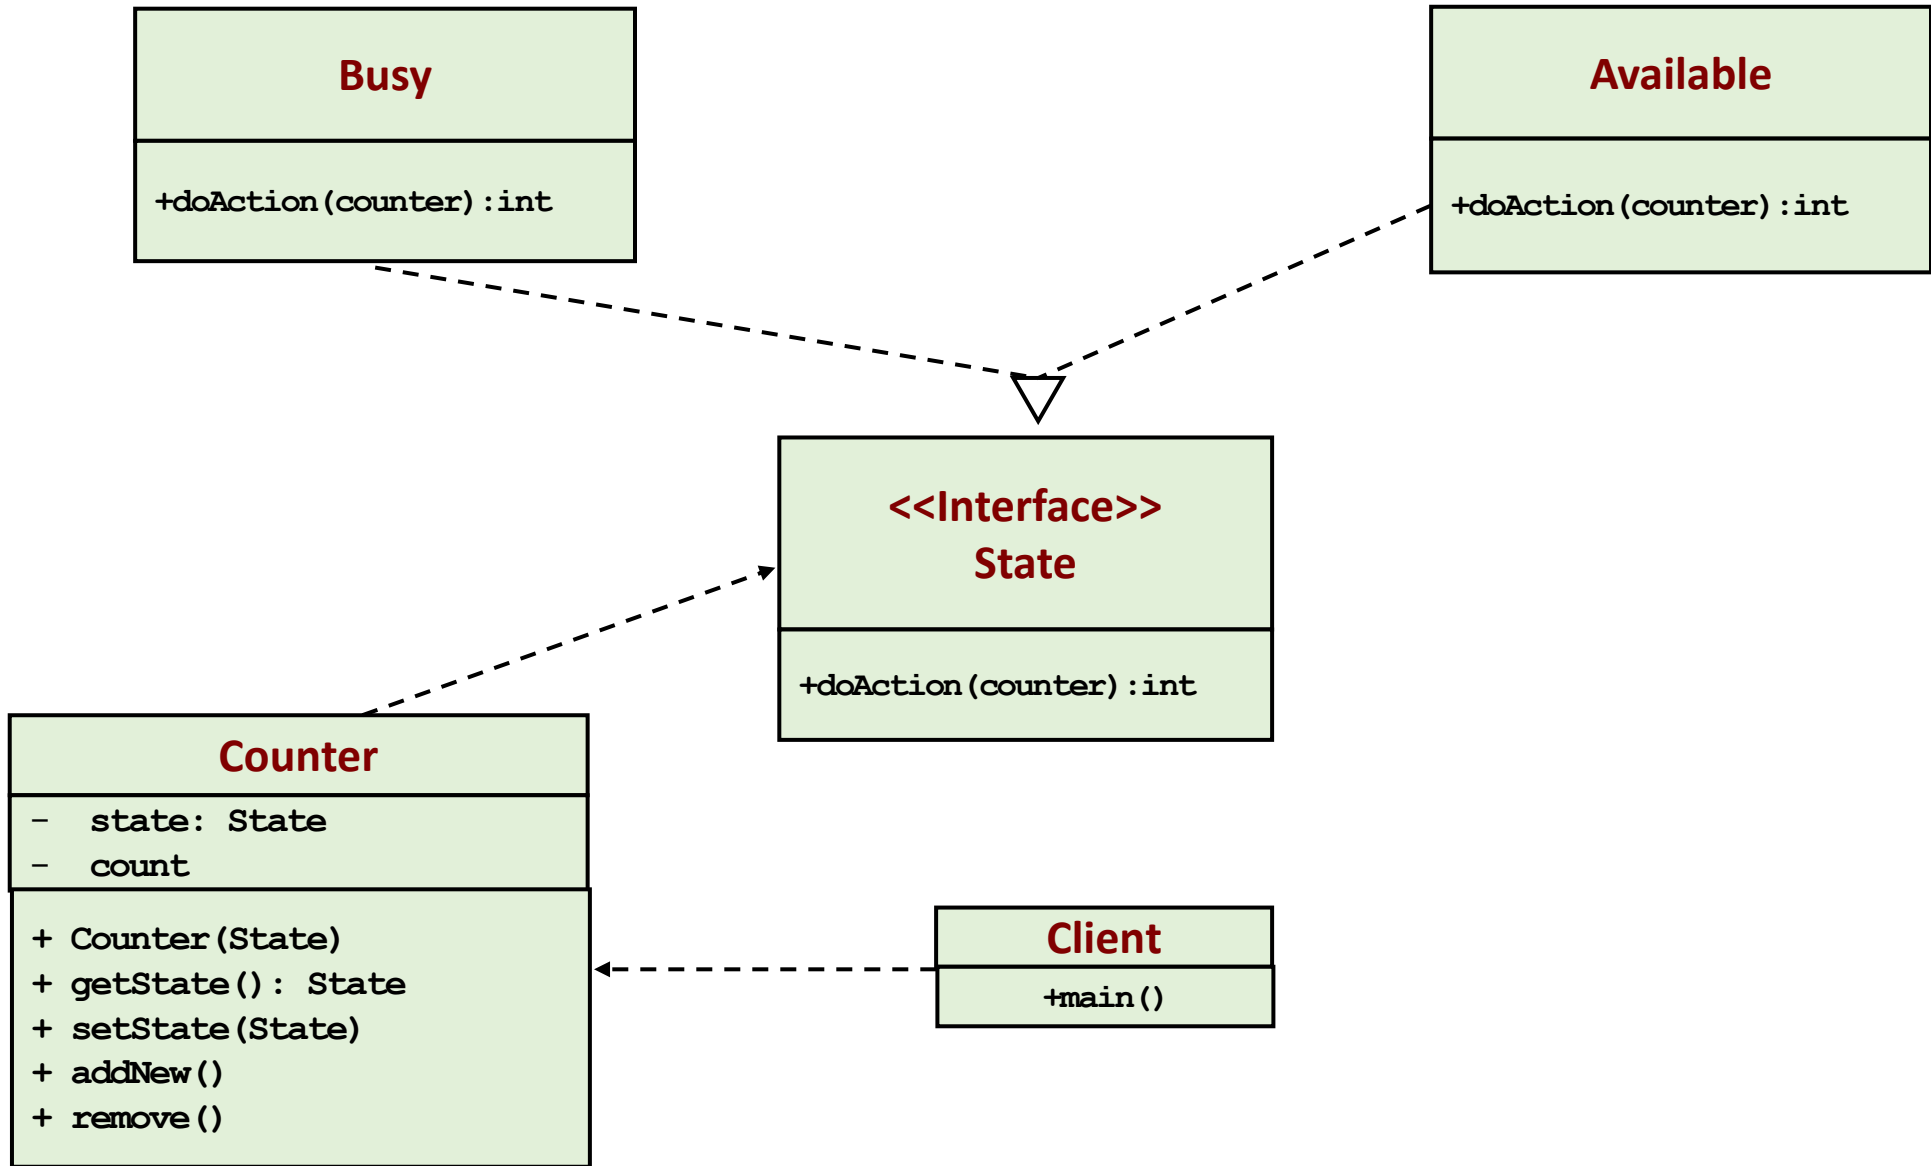 Busy
+doAction(counter):int
Available
+doAction(counter):int
<<Interface>>
State
+doAction(counter):int
Counter
- state: State
- count
+ Counter(State)
+ getState(): State
+ setState(State)
+ addNew()
+ remove()
Client
+main()